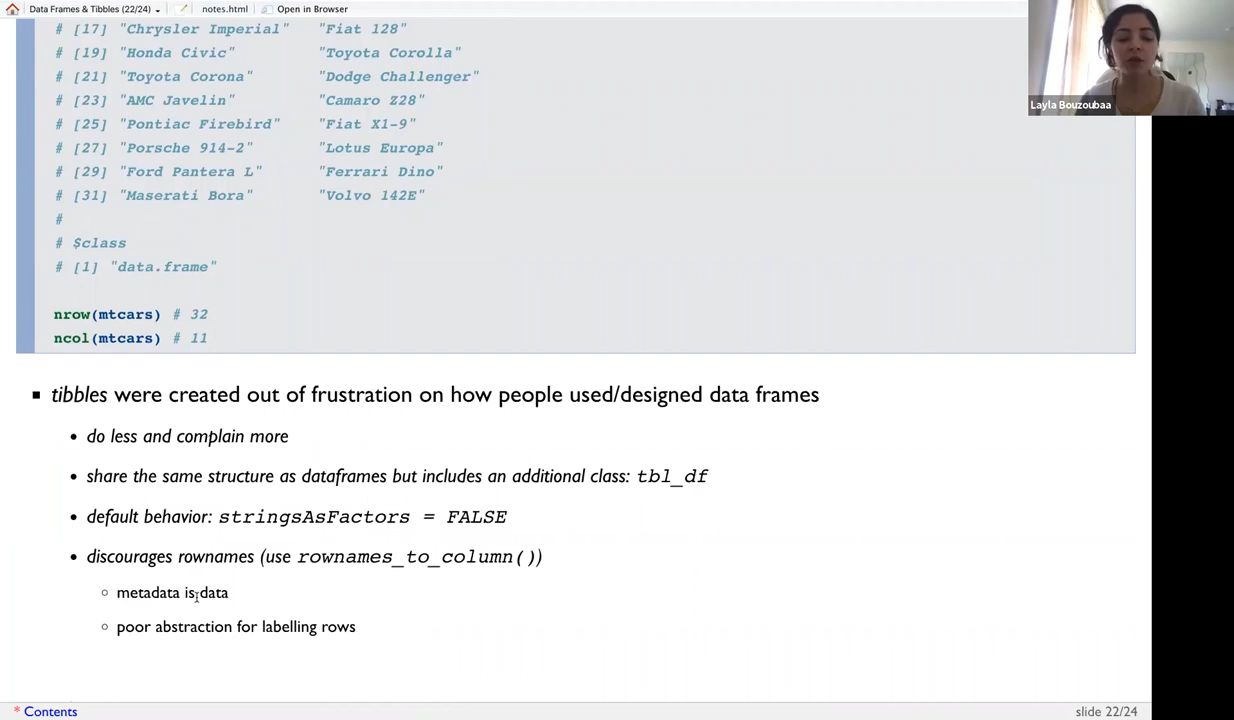 Data Frames & Tibbles (22/24) notes.html Open in Browser
# [17] "Chrysler Imperial" "Fiat 128"
# [19] "Honda Civic" "Toyota Corolla"
# [21] "Toyota Corona" "Dodge Challenger"
# [23] "AMC Javelin" "Camaro Z28"
# [25] "Pontiac Firebird" "Fiat X1-9"
# [27] "Porsche 914-2" "Lotus Europa"
# [29] "Ford Pantera L" "Ferrari Dino"
# [31] "Maserati Bora" "Volvo 142E"
#
# $class
# [1] "data.frame"
nrow(mtcars) # 32
ncol(mtcars) # 11
Layla Bouzoubaa
tibbles were created out of frustration on how people used/designed data frames
do less and complain more
share the same structure as dataframes but includes an additional class: tbl_df
default behavior: stringsAsFactors = FALSE
discourages rownames (use rownames_to_column())
metadata is data
poor abstraction for labelling rows
* Contents
slide 22/24